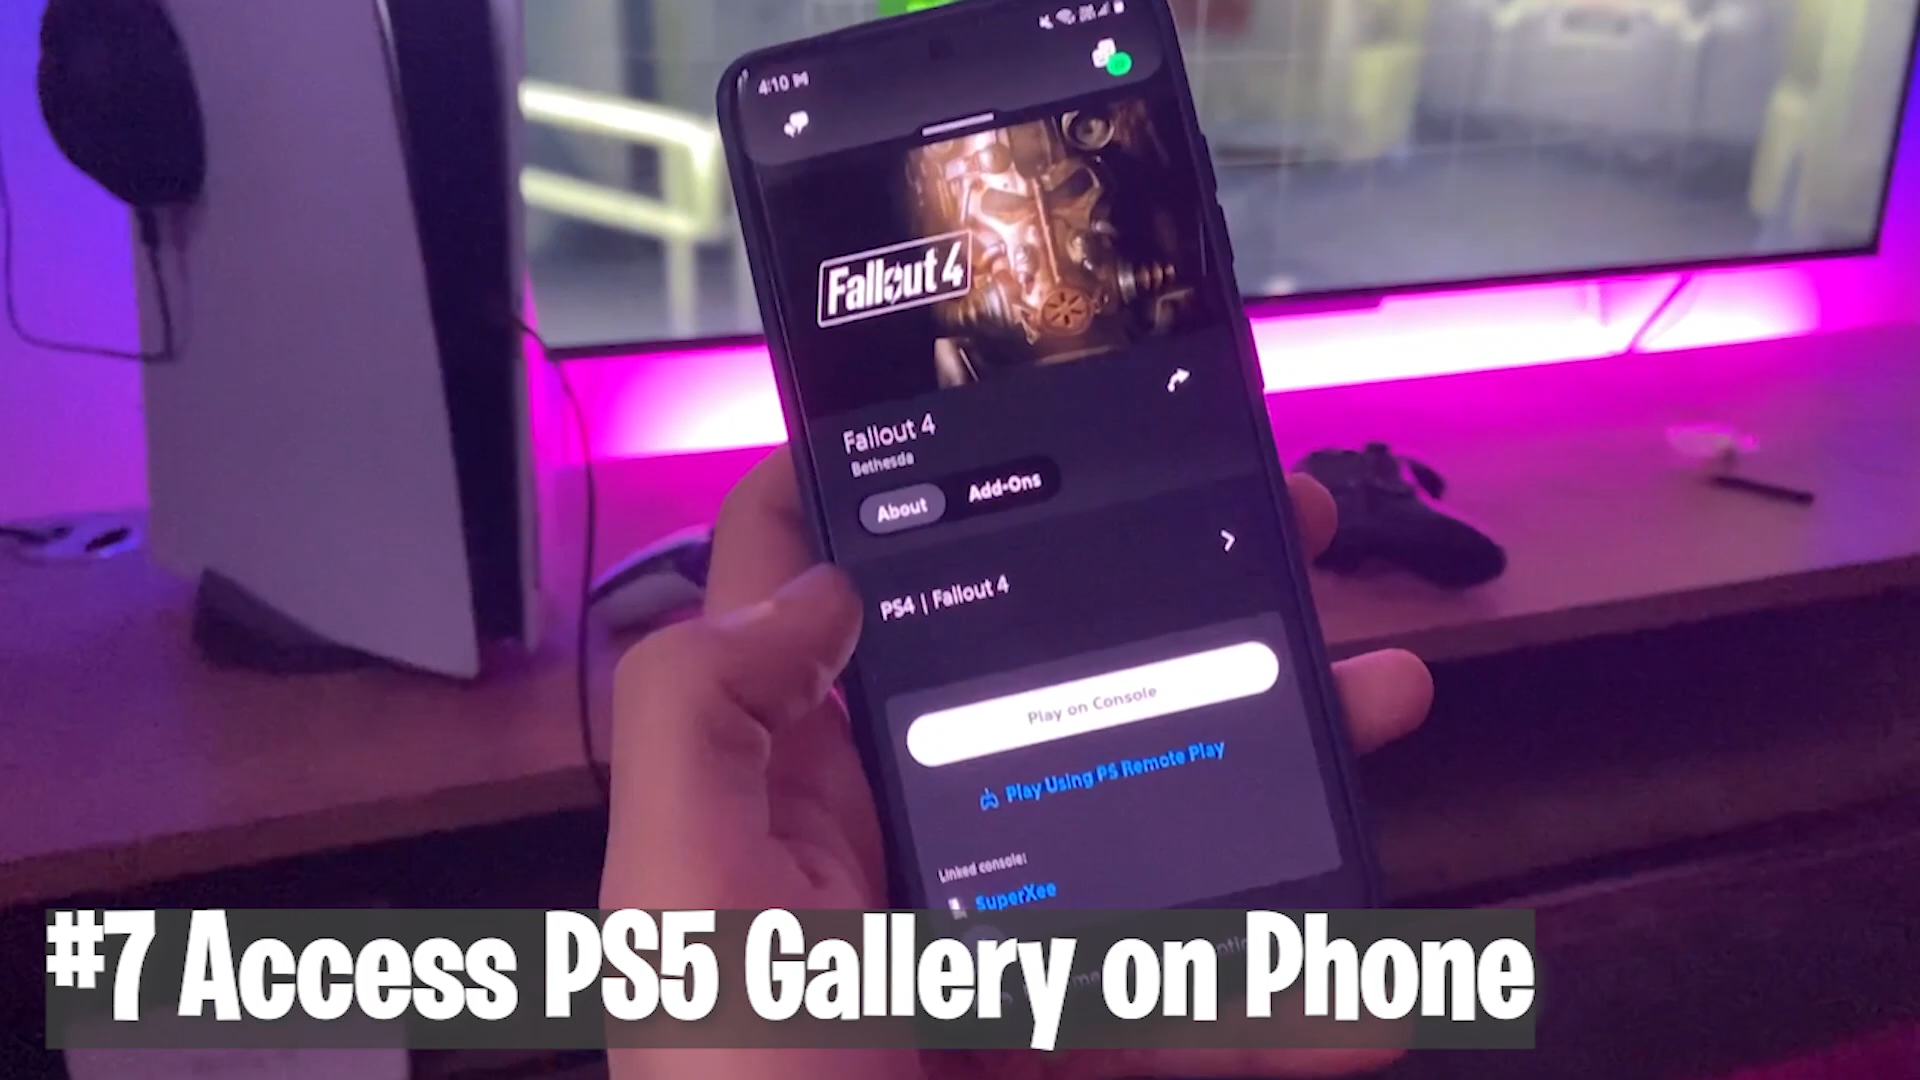 4:10
Fallout 4
Fallout 4
Bethesda
About
Add-Ons
PS4 | Fallout 4
Play on Console
Play Using PS Remote Play
Linked console:
SuperXee
#7 Access PS5 Gallery on Phone